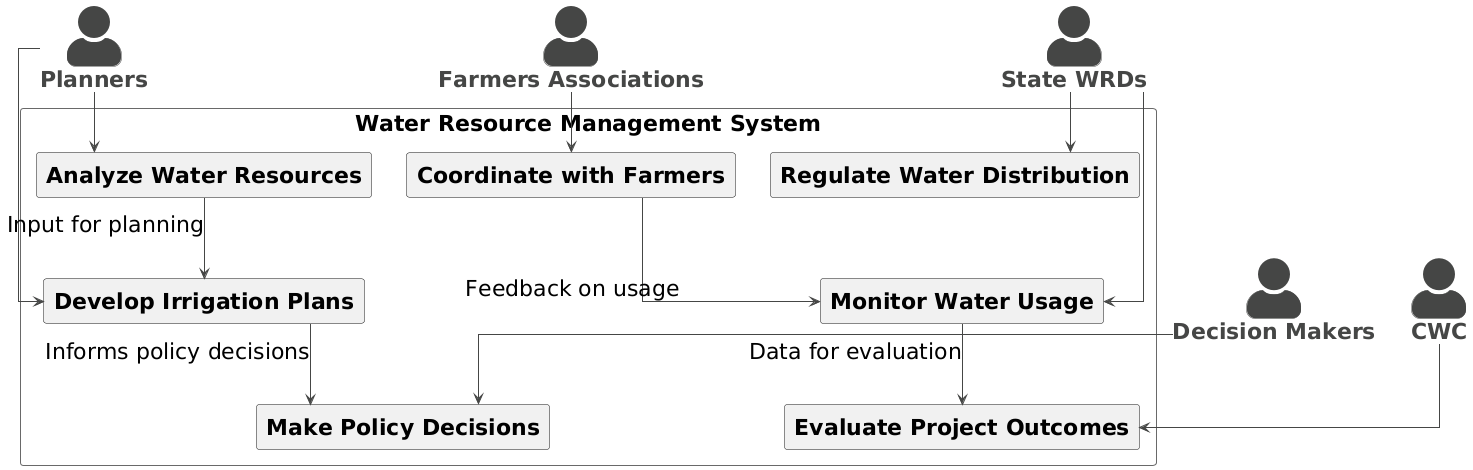 Planners
Farmers Associations
State WRDs
Water Resource Management System
Analyze Water Resources
Coordinate with Farmers
Regulate Water Distribution
Input for planning
Feedback on usage
Develop Irrigation Plans
Monitor Water Usage
Decision Makers
CWC
Informs policy decisions
Data for evaluation
Make Policy Decisions
Evaluate Project Outcomes